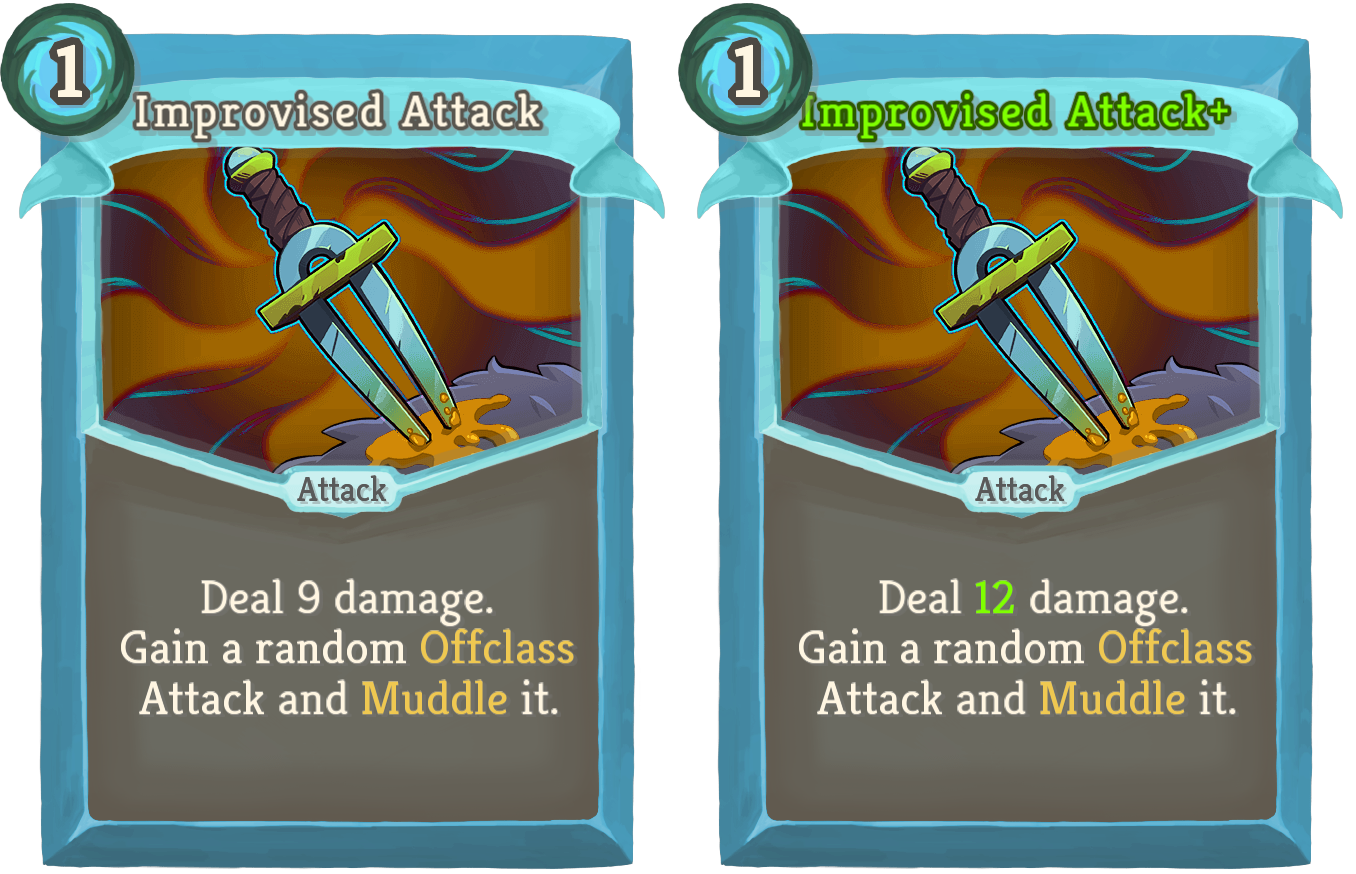 1
Improvised Attack
Attack
Deal 9 damage.
Gain a random Offclass
Attack and Muddle it.
1
Improvised Attack+
Attack
Deal 12 damage.
Gain a random Offclass
Attack and Muddle it.